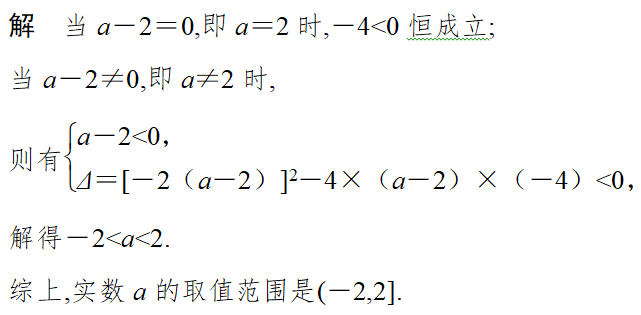 解 当 a－2＝0,即 a＝2 时,－4<0 恒成立;
当 a－2≠0,即 a≠2 时,
则有{a－2<0，
Δ＝[－2（a－2）]²－4×（a－2）×（－4）<0，
解得－2<a<2.
综上,实数 a 的取值范围是(－2,2].